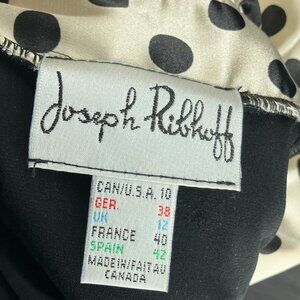 Joseph Ribkoff
CAN/U.S.A. 10
GER. 38
UK 12
FRANCE 40
SPAIN 42
MADE IN/FAIT AU
CANADA